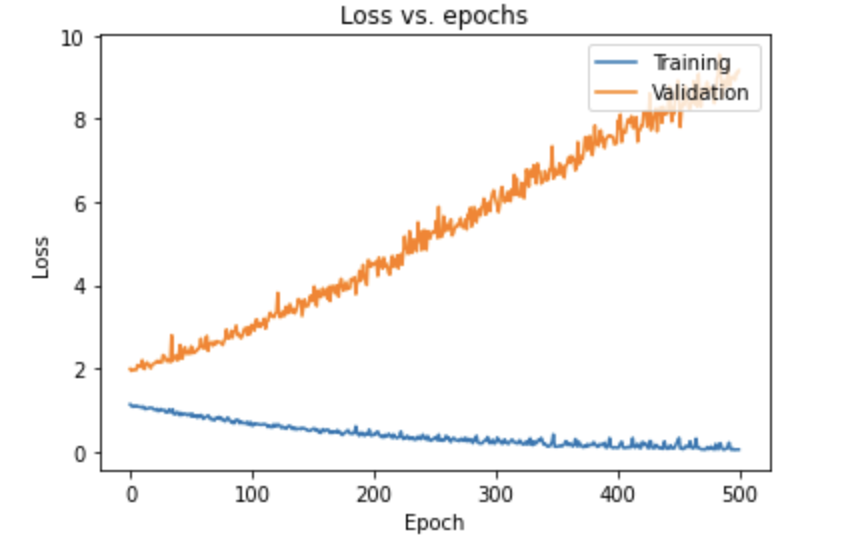 Loss vs. epochs
10
Training
Validation
8
6
Loss
4
2
0
0 100 200 300 400 500
Epoch